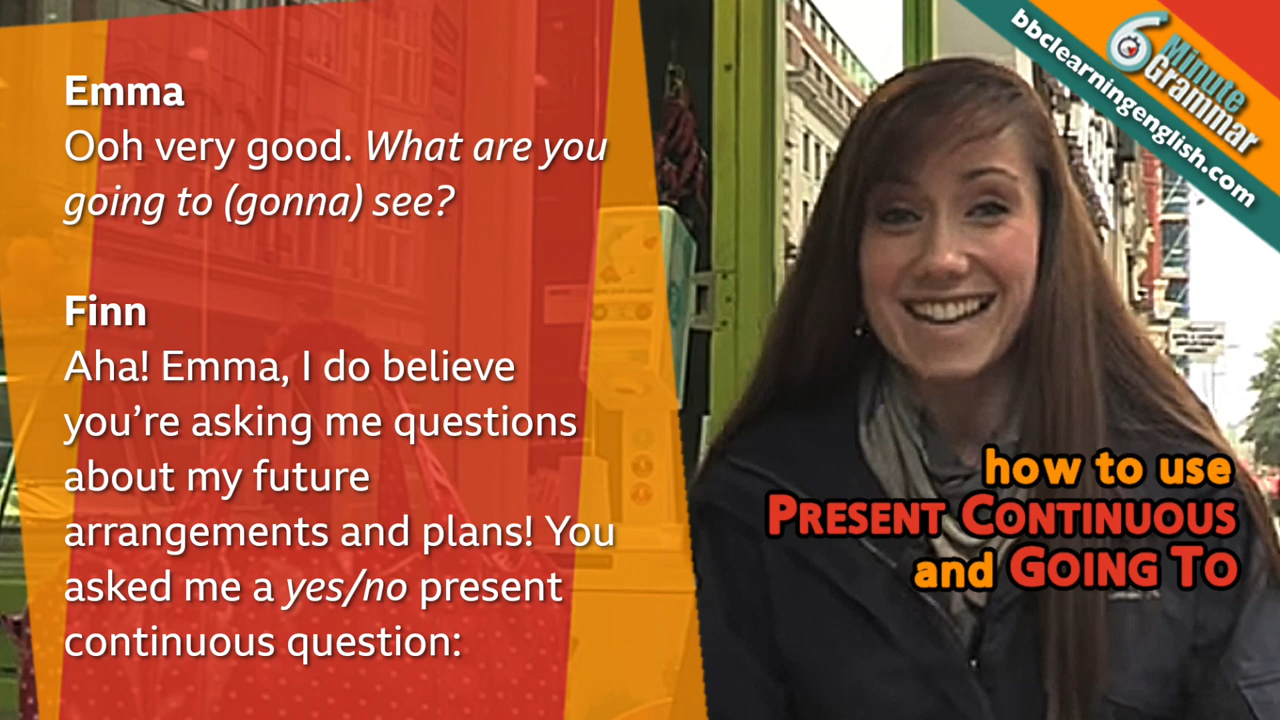 Emma
Ooh very good. What are you
going to (gonna) see?
Finn
Aha! Emma, I do believe
you're asking me questions
about my future
arrangements and plans! You
asked me a yes/no present
continuous question:
6 Minute
Grammar
bbclearningenglish.com
how to use
PRESENT CONTINUOUS
and GOING TO